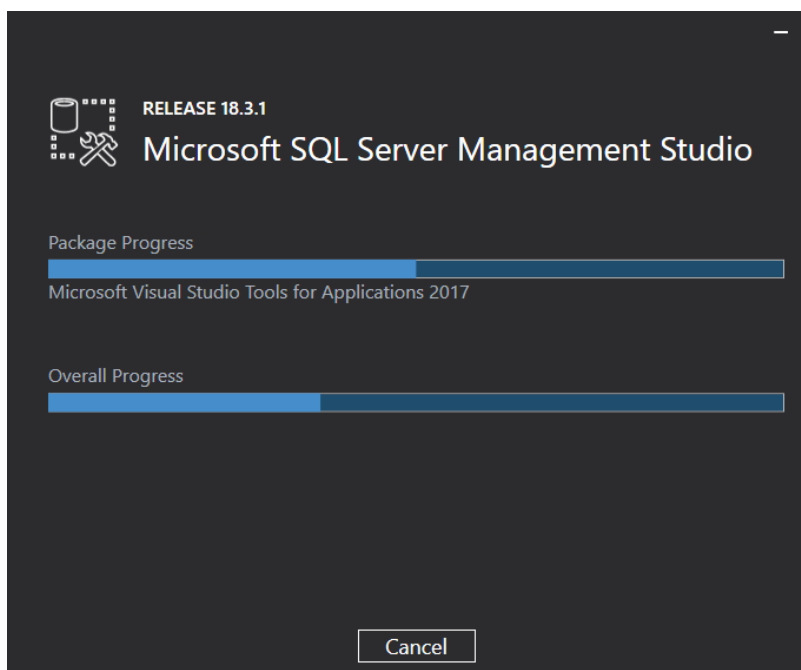 RELEASE 18.3.1
Microsoft SQL Server Management Studio
Package Progress
Microsoft Visual Studio Tools for Applications 2017
Overall Progress
Cancel